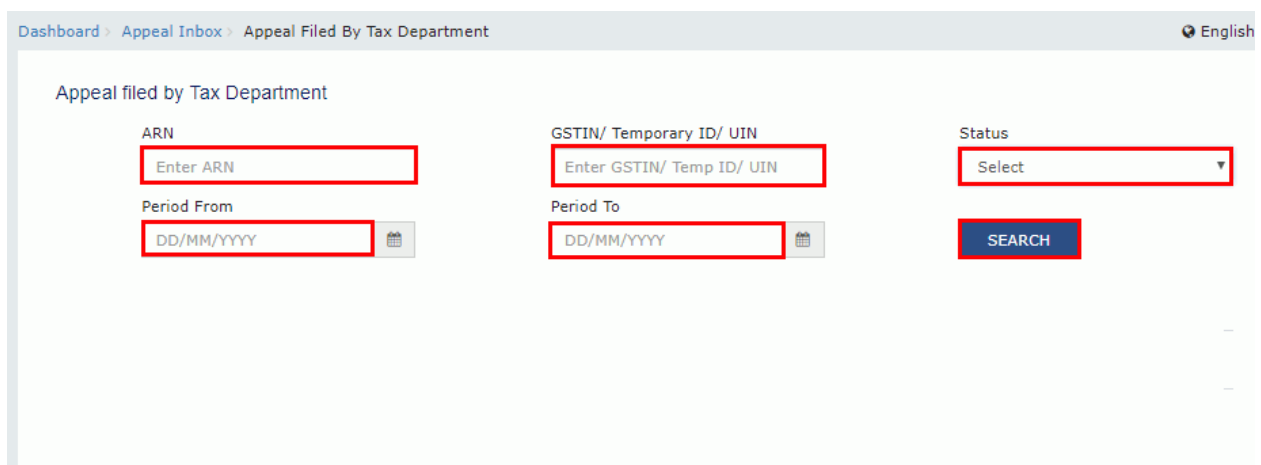 Dashboard > Appeal Inbox > Appeal Filed By Tax Department English
Appeal filed by Tax Department
ARN GSTIN/ Temporary ID/ UIN Status
Enter ARN Enter GSTIN/ Temp ID/ UIN Select
Period From Period To
DD/MM/YYYY DD/MM/YYYY SEARCH